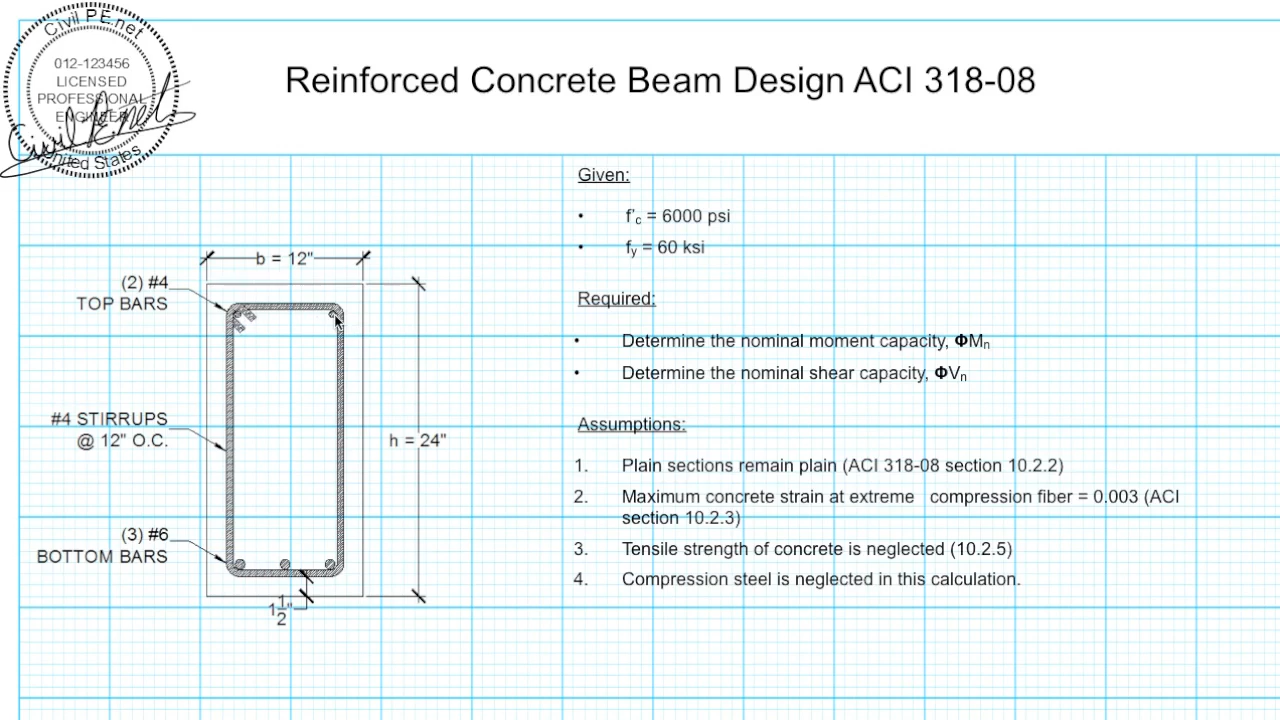 Civil PE.net
012-123456
LICENSED
PROFESSIONAL
ENGINEER
Civil PE.net
United States
Reinforced Concrete Beam Design ACI 318-08
Given:
• f'c = 6000 psi
• fy = 60 ksi
Required:
• Determine the nominal moment capacity, ΦMn
• Determine the nominal shear capacity, ΦVn
Assumptions:
1. Plain sections remain plain (ACI 318-08 section 10.2.2)
2. Maximum concrete strain at extreme compression fiber = 0.003 (ACI
section 10.2.3)
3. Tensile strength of concrete is neglected (10.2.5)
4. Compression steel is neglected in this calculation.
b = 12"
(2) #4
TOP BARS
#4 STIRRUPS
@ 12" O.C.
h = 24"
(3) #6
BOTTOM BARS
1 1/2"